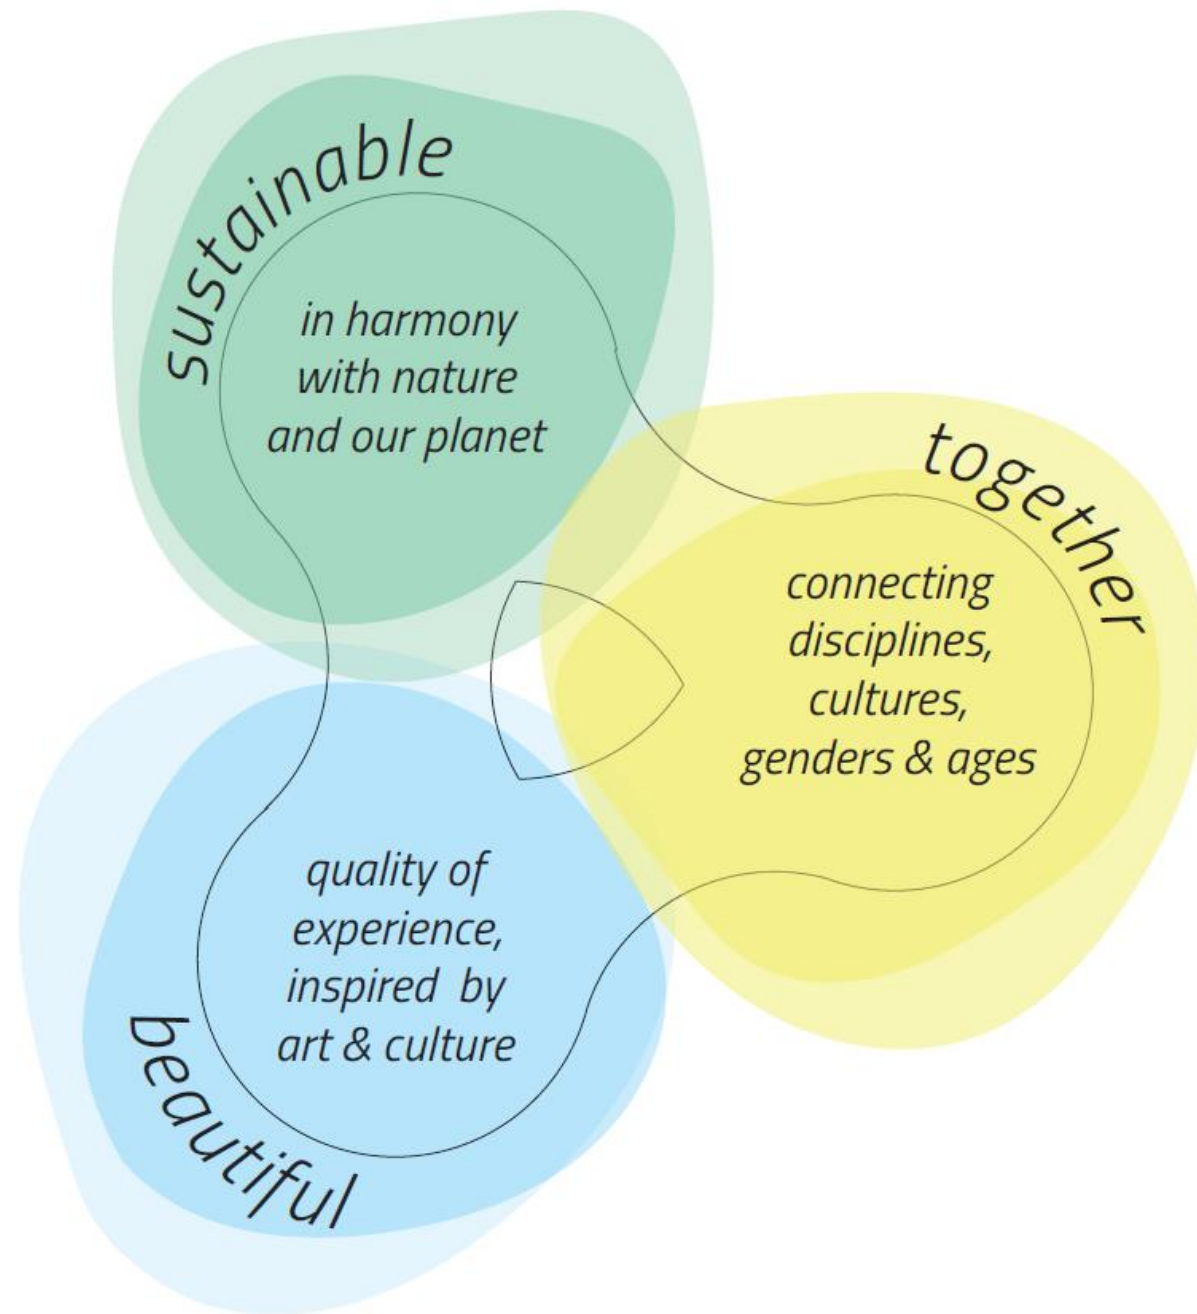 sustainable
in harmony
with nature
and our planet
together
connecting
disciplines,
cultures,
genders & ages
quality of
experience,
inspired by
art & culture
beautiful